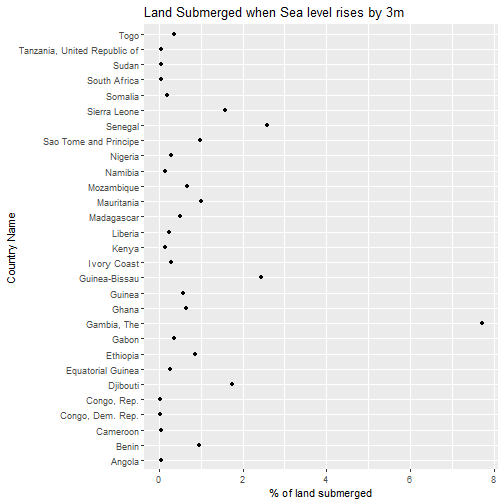 Land Submerged when Sea level rises by 3m
Country Name
Togo
Tanzania, United Republic of
Sudan
South Africa
Somalia
Sierra Leone
Senegal
Sao Tome and Principe
Nigeria
Namibia
Mozambique
Mauritania
Madagascar
Liberia
Kenya
Ivory Coast
Guinea-Bissau
Guinea
Ghana
Gambia, The
Gabon
Ethiopia
Equatorial Guinea
Djibouti
Congo, Rep.
Congo, Dem. Rep.
Cameroon
Benin
Angola
0 2 4 6 8
% of land submerged